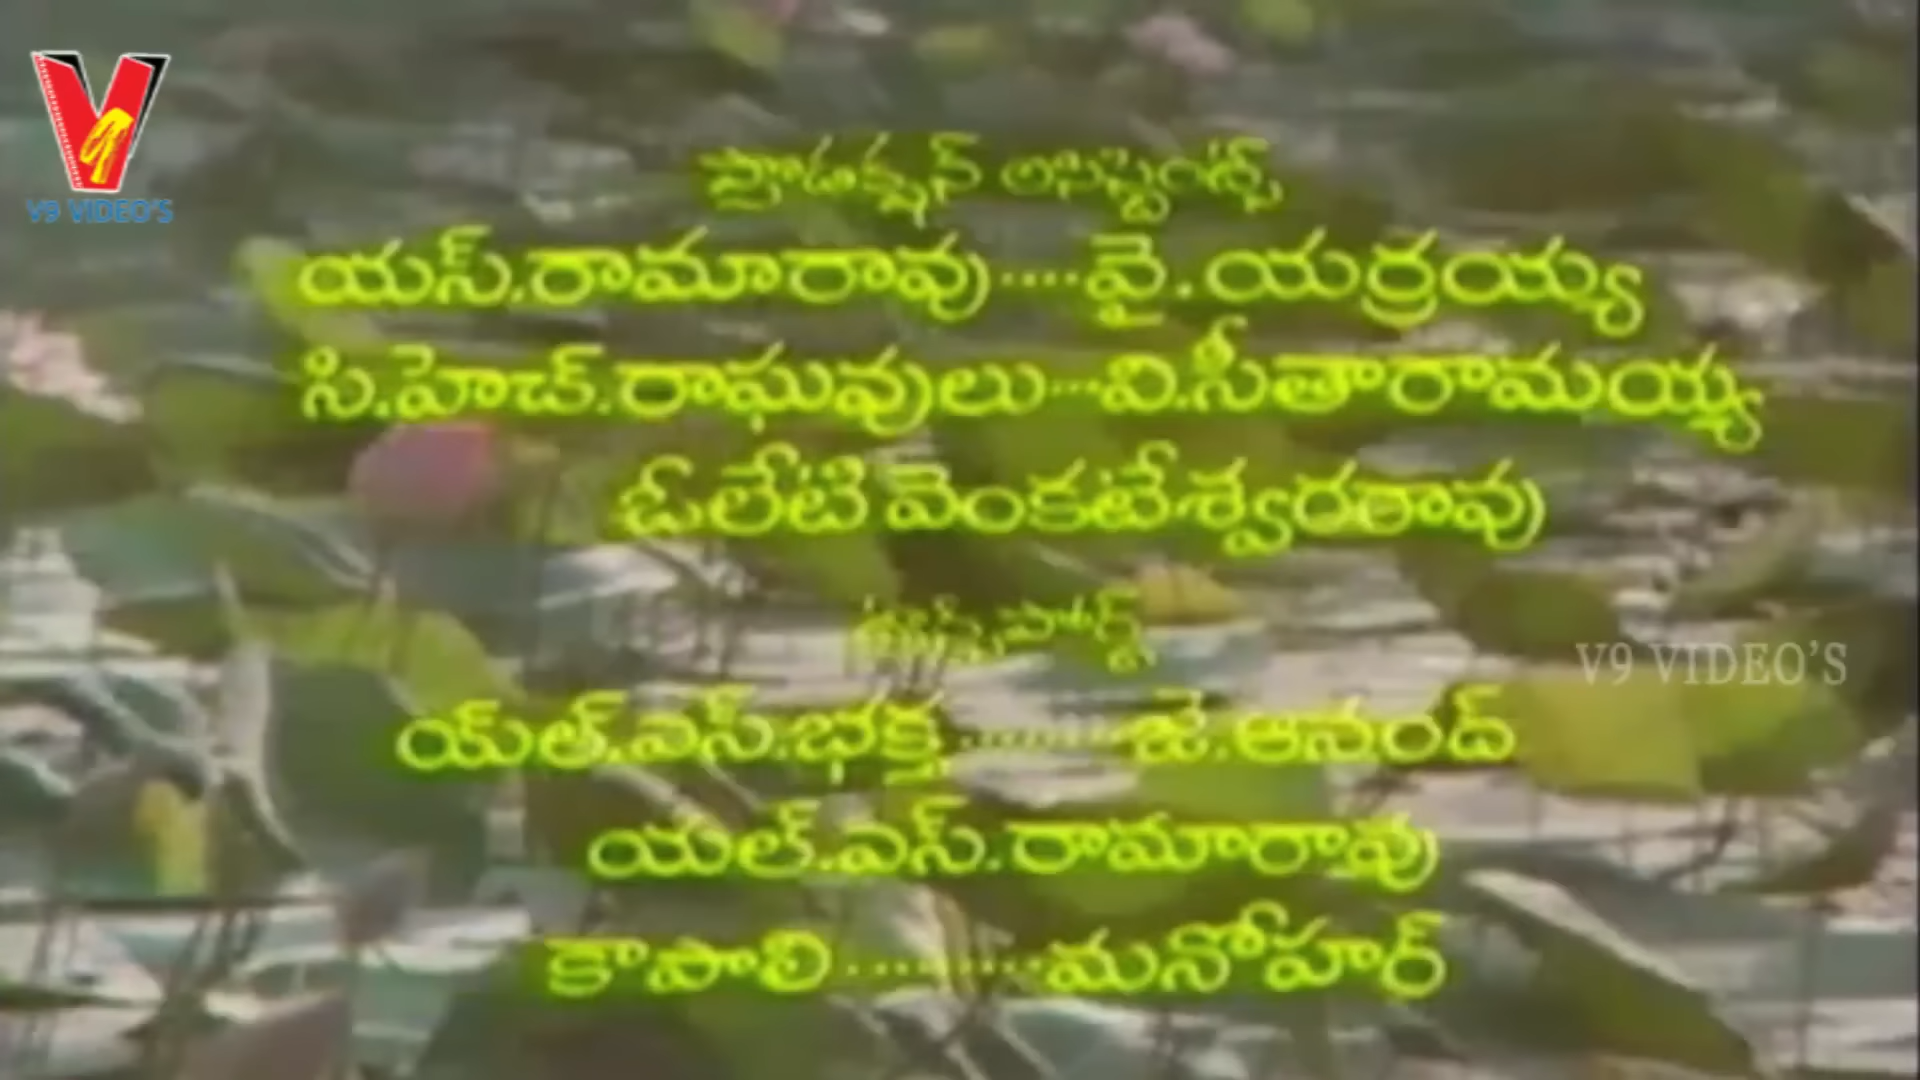 V9 VIDEO'S
ప్రొడక్షన్ అసిస్టెంట్స్
యస్.రామారావు....వై.యర్రయ్య
సి.హెచ్.రాఘవులు...వి.సీతారామయ్య
ఓలేటి వెంకటేశ్వరరావు
ట్రాన్స్‌పోర్ట్
V9 VIDEO'S
యల్.ఎస్.భక్త.........జె.ఆనంద్
యల్.ఎస్.రామారావు
కాపాలి..........మనోహర్